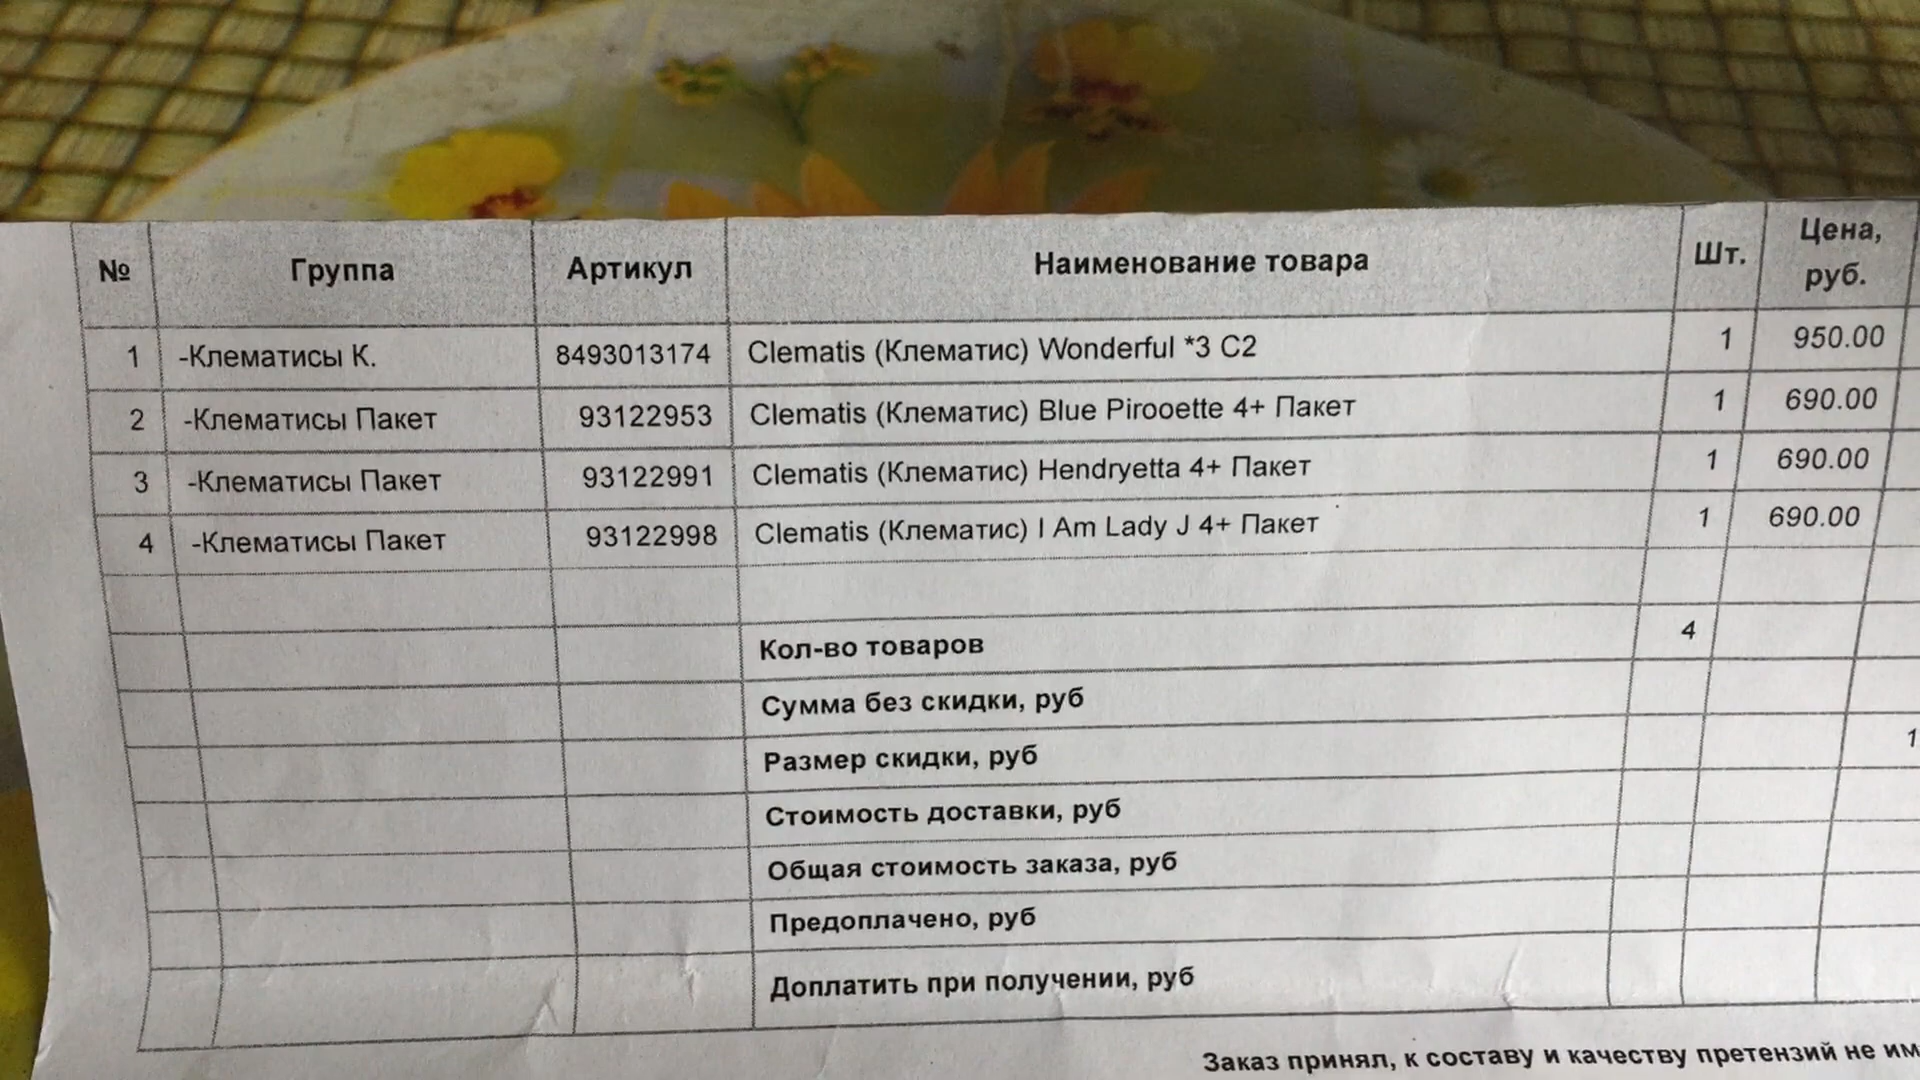 № Группа Артикул Наименование товара Шт. Цена, руб.
1 -Клематисы К. 8493013174 Clematis (Клематис) Wonderful *3 C2 1 950.00
2 -Клематисы Пакет 93122953 Clematis (Клематис) Blue Pirooette 4+ Пакет 1 690.00
3 -Клематисы Пакет 93122991 Clematis (Клематис) Hendryetta 4+ Пакет 1 690.00
4 -Клематисы Пакет 93122998 Clematis (Клематис) I Am Lady J 4+ Пакет 1 690.00
Кол-во товаров 4
Сумма без скидки, руб
Размер скидки, руб 1
Стоимость доставки, руб
Общая стоимость заказа, руб
Предоплачено, руб
Доплатить при получении, руб
Заказ принял, к составу и качеству претензий не им